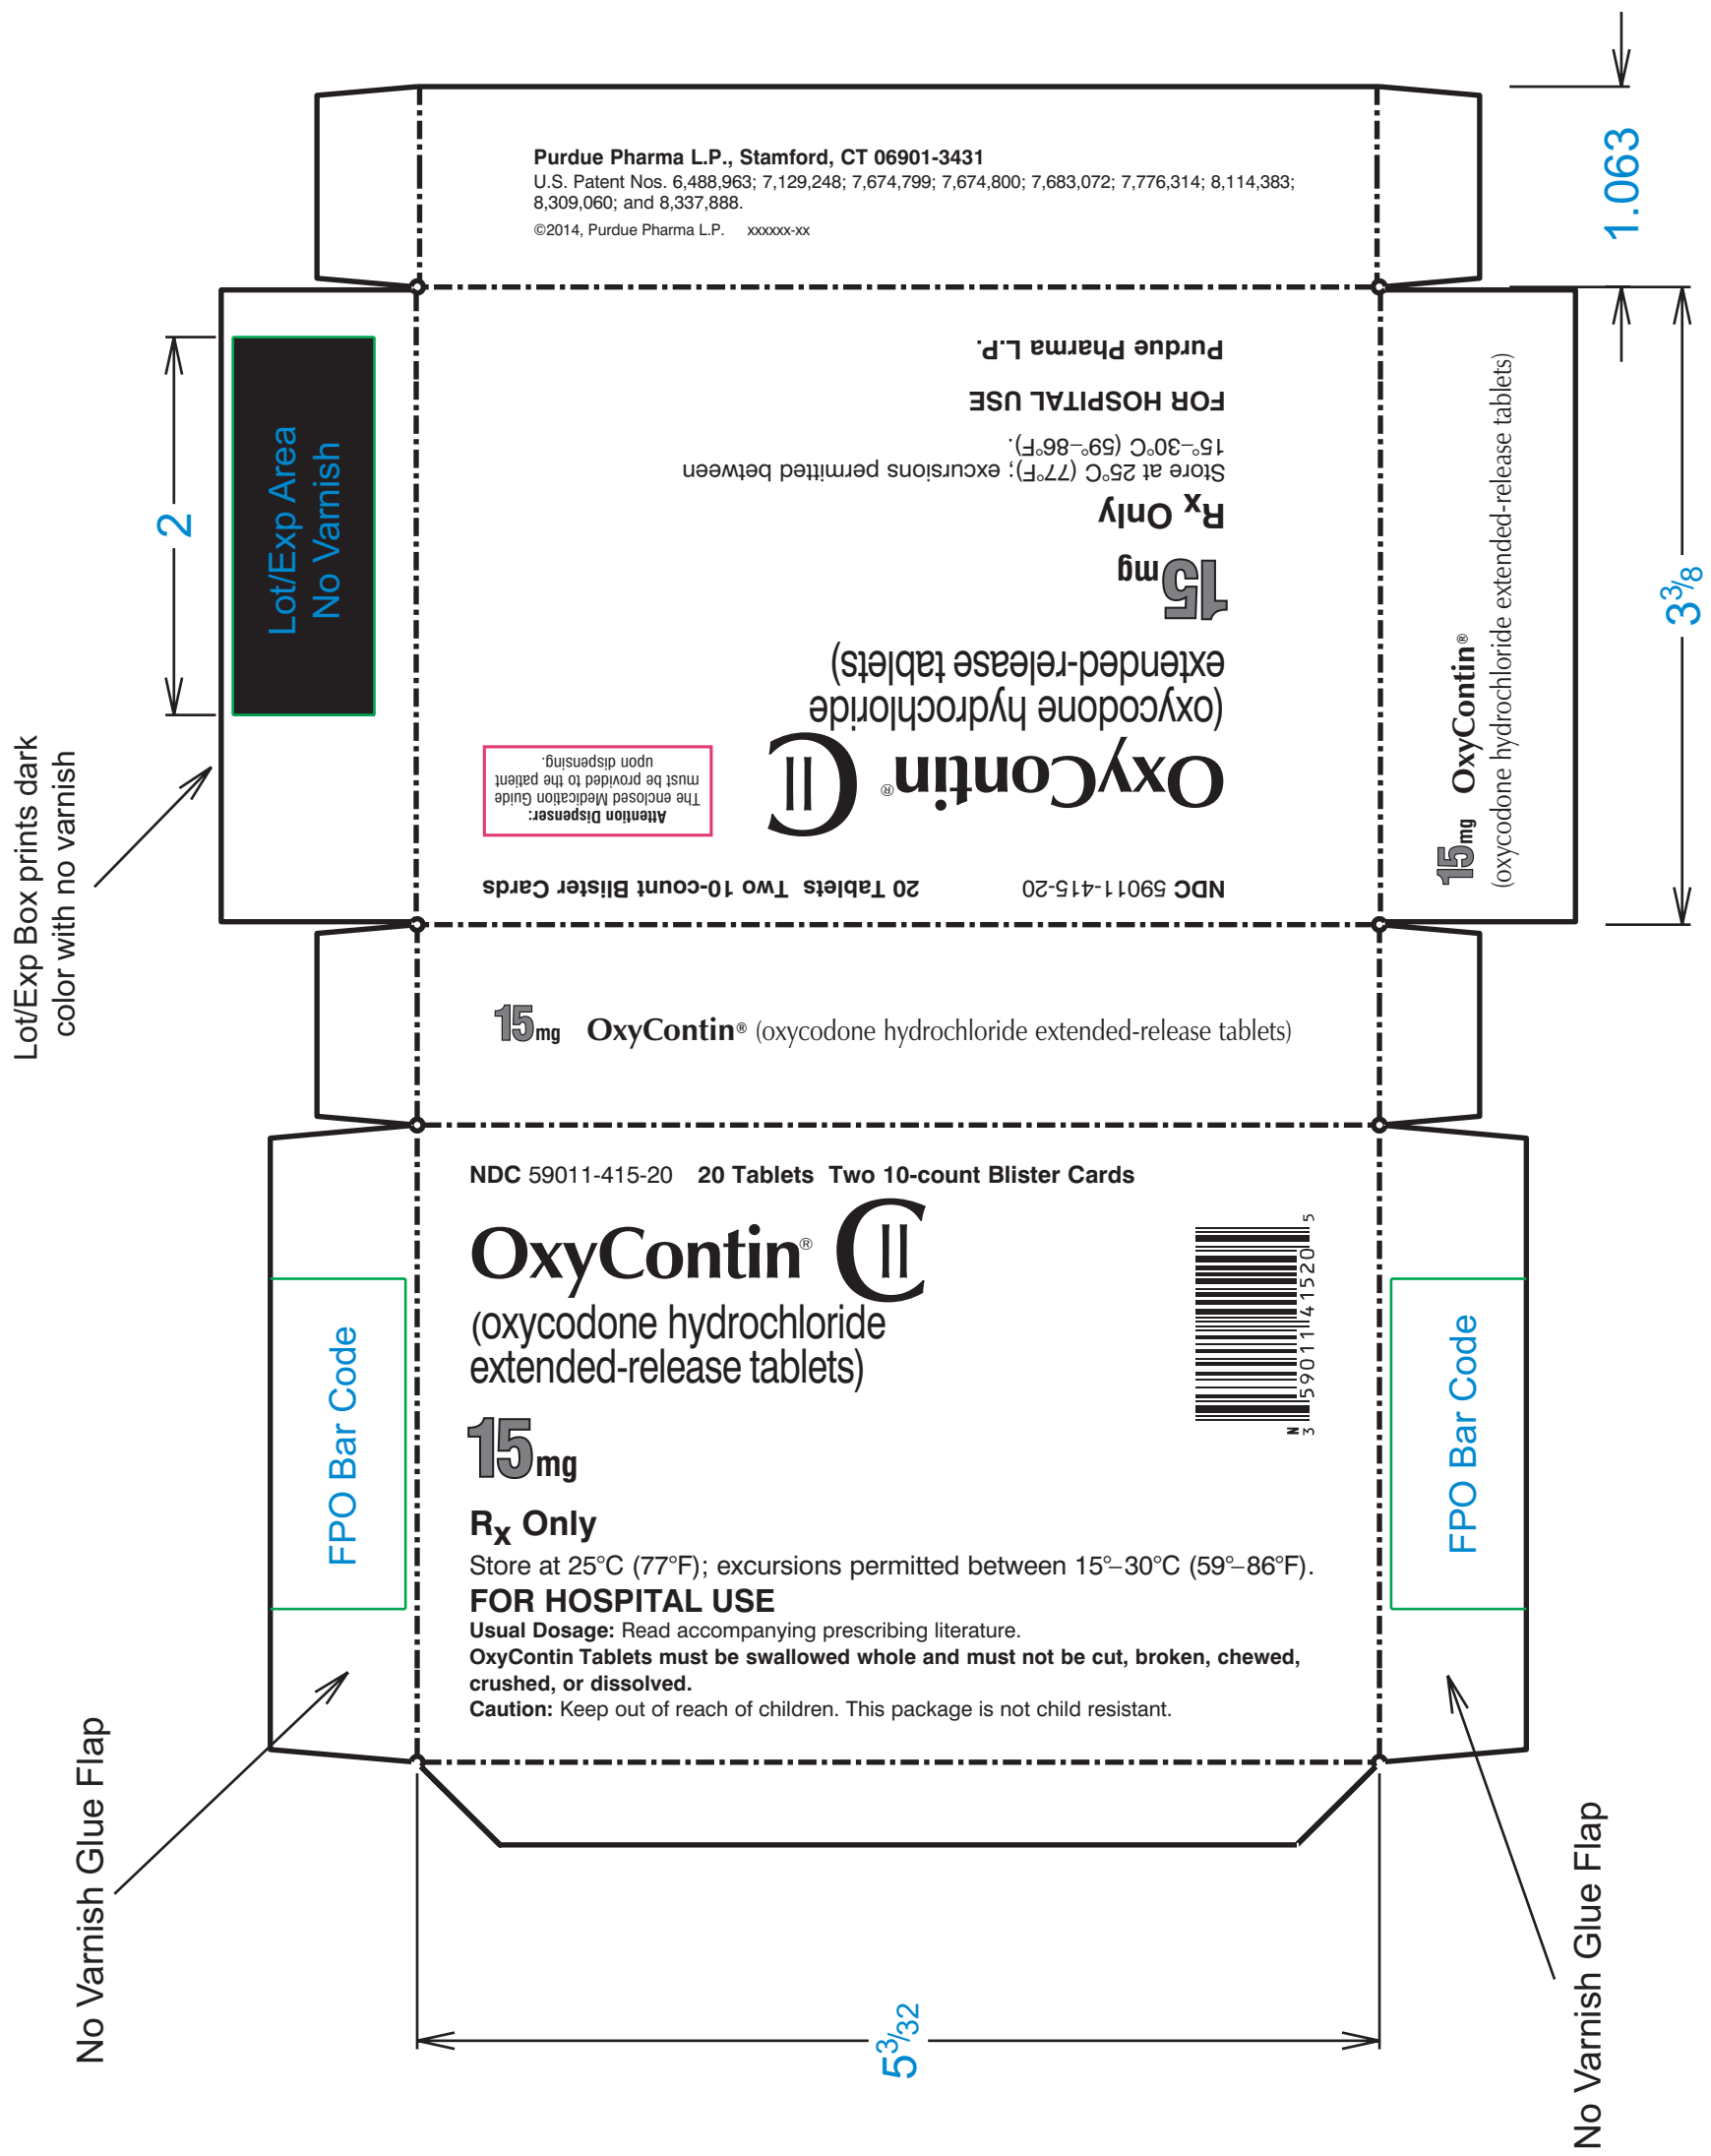 Purdue Pharma L.P., Stamford, CT 06901-3431
U.S. Patent Nos. 6,488,963; 7,129,248; 7,674,799; 7,674,800; 7,683,072; 7,776,314; 8,114,383;
8,309,060; and 8,337,888.
©2014, Purdue Pharma L.P. xxxxxx-xx
1.063
Lot/Exp Box prints dark
color with no varnish
2
Lot/Exp Area
No Varnish
NDC 59011-415-20 20 Tablets Two 10-count Blister Cards
OxyContin® CII
Attention Dispenser:
The enclosed Medication Guide
must be provided to the patient
upon dispensing.
(oxycodone hydrochloride
extended-release tablets)
15 mg
Rx Only
Store at 25°C (77°F); excursions permitted between
15°–30°C (59°–86°F).
FOR HOSPITAL USE
Purdue Pharma L.P.
15 mg OxyContin®
(oxycodone hydrochloride extended-release tablets)
3 3/8
15 mg OxyContin® (oxycodone hydrochloride extended-release tablets)
NDC 59011-415-20 20 Tablets Two 10-count Blister Cards
OxyContin® CII
(oxycodone hydrochloride
extended-release tablets)
15 mg
Rx Only
Store at 25°C (77°F); excursions permitted between 15°–30°C (59°–86°F).
FOR HOSPITAL USE
Usual Dosage: Read accompanying prescribing literature.
OxyContin Tablets must be swallowed whole and must not be cut, broken, chewed,
crushed, or dissolved.
Caution: Keep out of reach of children. This package is not child resistant.
N
3 59011 41520 5
FPO Bar Code
FPO Bar Code
No Varnish Glue Flap
No Varnish Glue Flap
5 3/32